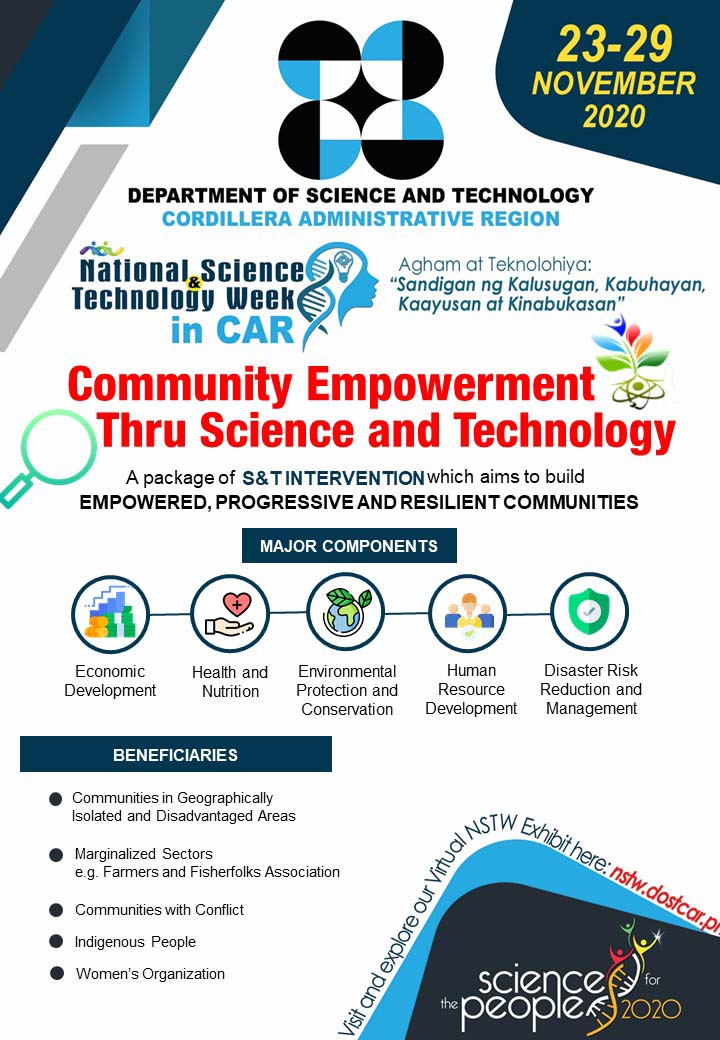 23-29
NOVEMBER
2020
DEPARTMENT OF SCIENCE AND TECHNOLOGY
CORDILLERA ADMINISTRATIVE REGION
National Science
&
Technology Week
in CAR
Agham at Teknolohiya:
“Sandigan ng Kalusugan, Kabuhayan,
Kaayusan at Kinabukasan”
Community Empowerment
Thru Science and Technology
A package of S&T INTERVENTION which aims to build
EMPOWERED, PROGRESSIVE AND RESILIENT COMMUNITIES
MAJOR COMPONENTS
Economic
Development
Health and
Nutrition
Environmental
Protection and
Conservation
Human
Resource
Development
Disaster Risk
Reduction and
Management
BENEFICIARIES
Communities in Geographically
Isolated and Disadvantaged Areas
Marginalized Sectors
e.g. Farmers and Fisherfolks Association
Communities with Conflict
Indigenous People
Women’s Organization
Visit and explore our Virtual NSTW Exhibit here: nstw.dostcar.ph
science for
the people 2020